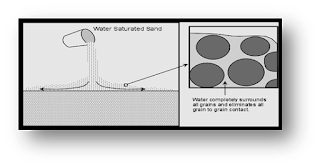 Water Saturated Sand
Water completely surrounds
all grains and eliminates all
grain to grain contact.